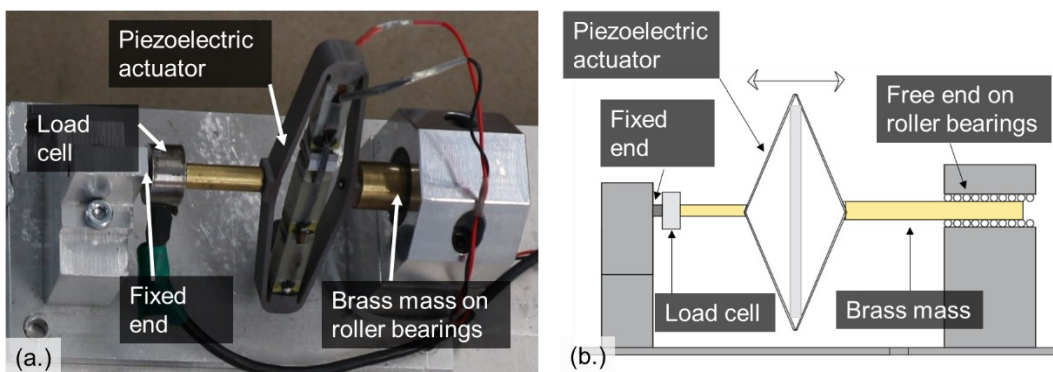 Piezoelectric
actuator
Load
cell
Fixed
end
Brass mass on
roller bearings
(a.)
Piezoelectric
actuator
Fixed
end
Free end on
roller bearings
Load cell
Brass mass
(b.)